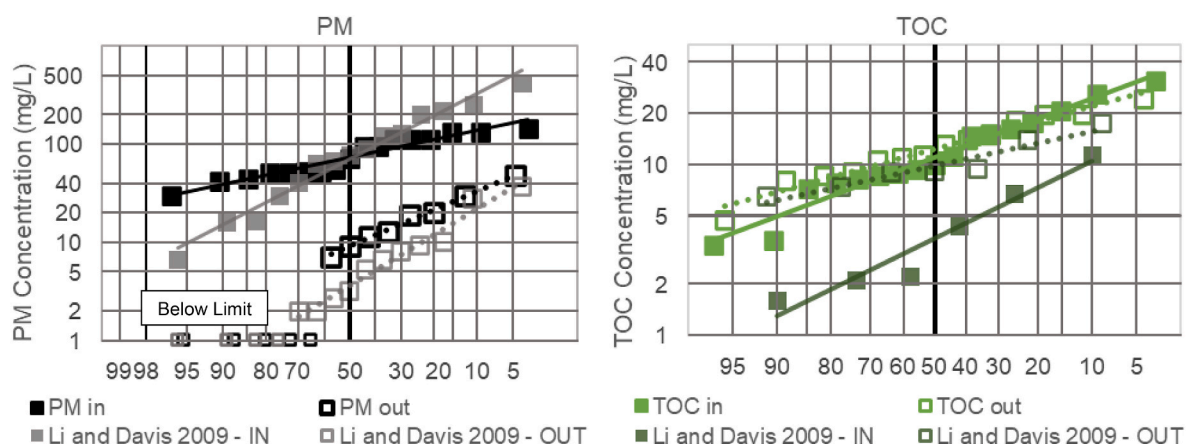 PM
PM Concentration (mg/L)
500
200
100
40
20
10
5
2
1
Below Limit
99 98 95 90 80 70 50 30 20 10 5
PM in
PM out
Li and Davis 2009 - IN
Li and Davis 2009 - OUT
TOC
TOC Concentration (mg/L)
40
20
10
5
2
1
95 90 80 70 60 50 40 30 20 10 5
TOC in
TOC out
Li and Davis 2009 - IN
Li and Davis 2009 - OUT